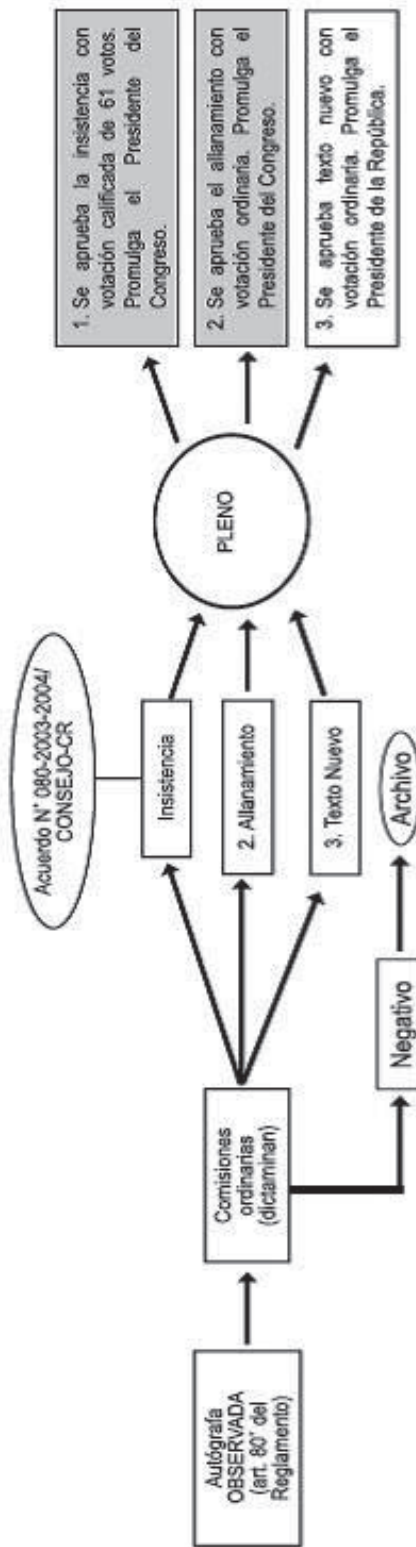 Autógrafa
OBSERVADA
(art. 80° del
Reglamento)
Comisiones
ordinarias
(dictaminan)
Acuerdo N° 080-2003-2004/
CONSEJO-CR
Insistencia
2. Allanamiento
3. Texto Nuevo
Negativo
Archivo
PLENO
1. Se aprueba la insistencia con
votación calificada de 61 votos.
Promulga el Presidente del
Congreso.
2. Se aprueba el allanamiento con
votación ordinaria. Promulga el
Presidente del Congreso.
3. Se aprueba texto nuevo con
votación ordinaria. Promulga el
Presidente de la República.